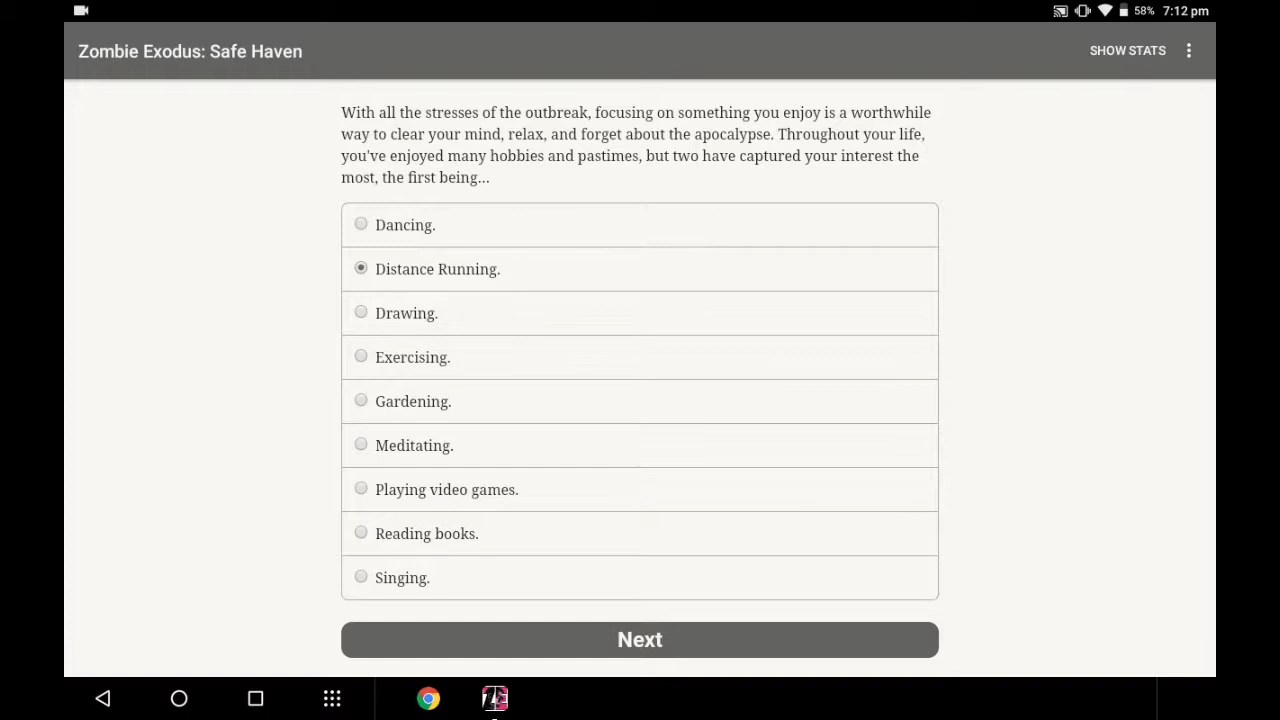 58% 7:12 pm
Zombie Exodus: Safe Haven
SHOW STATS
With all the stresses of the outbreak, focusing on something you enjoy is a worthwhile
way to clear your mind, relax, and forget about the apocalypse. Throughout your life,
you've enjoyed many hobbies and pastimes, but two have captured your interest the
most, the first being...
Dancing.
Distance Running.
Drawing.
Exercising.
Gardening.
Meditating.
Playing video games.
Reading books.
Singing.
Next
ZE